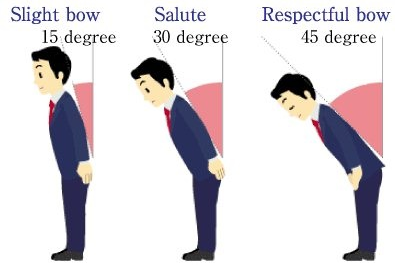 Slight bow
15 degree
Salute
30 degree
Respectful bow
45 degree